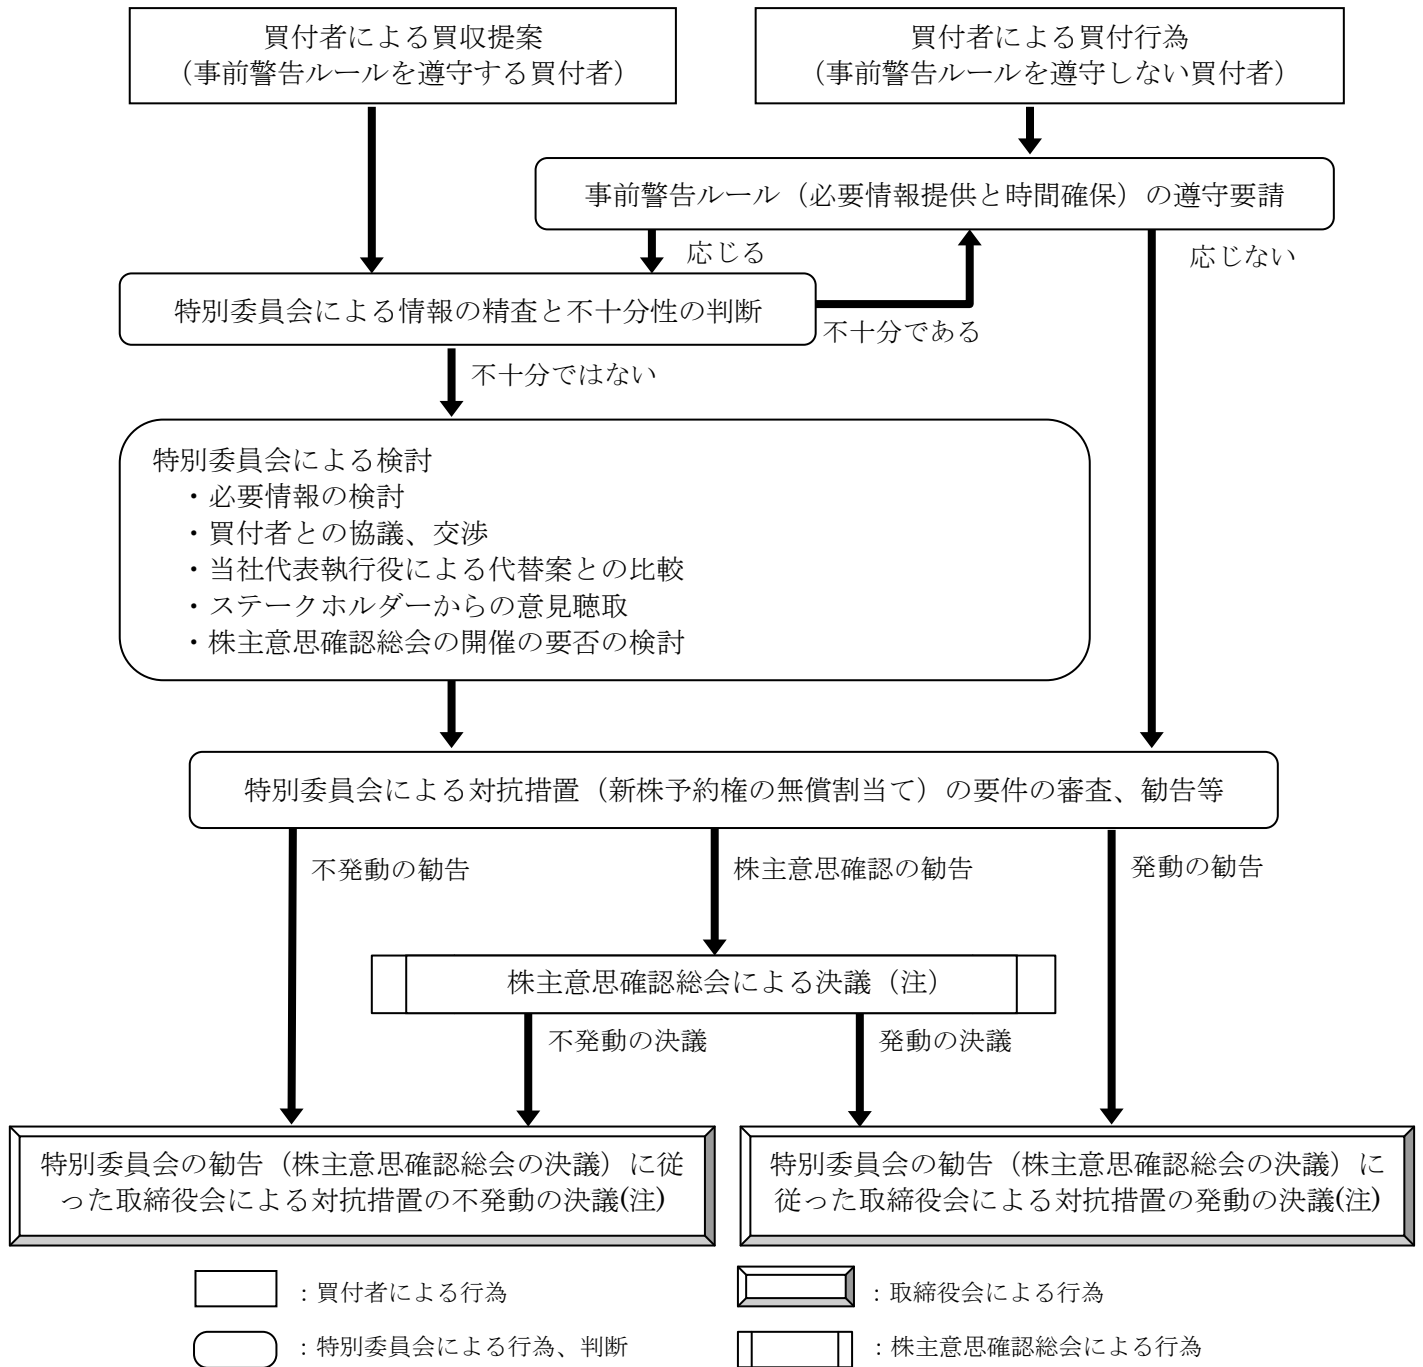 買付者による買収提案
（事前警告ルールを遵守する買付者）
買付者による買付行為
（事前警告ルールを遵守しない買付者）
事前警告ルール（必要情報提供と時間確保）の遵守要請
応じる
応じない
特別委員会による情報の精査と不十分性の判断
不十分である
不十分ではない
特別委員会による検討
・必要情報の検討
・買付者との協議、交渉
・当社代表執行役による代替案との比較
・ステークホルダーからの意見聴取
・株主意思確認総会の開催の要否の検討
特別委員会による対抗措置（新株予約権の無償割当て）の要件の審査、勧告等
不発動の勧告
株主意思確認の勧告
発動の勧告
株主意思確認総会による決議（注）
不発動の決議
発動の決議
特別委員会の勧告（株主意思確認総会の決議）に従
った取締役会による対抗措置の不発動の決議(注)
特別委員会の勧告（株主意思確認総会の決議）に
従った取締役会による対抗措置の発動の決議(注)
：買付者による行為
：取締役会による行為
：特別委員会による行為、判断
：株主意思確認総会による行為